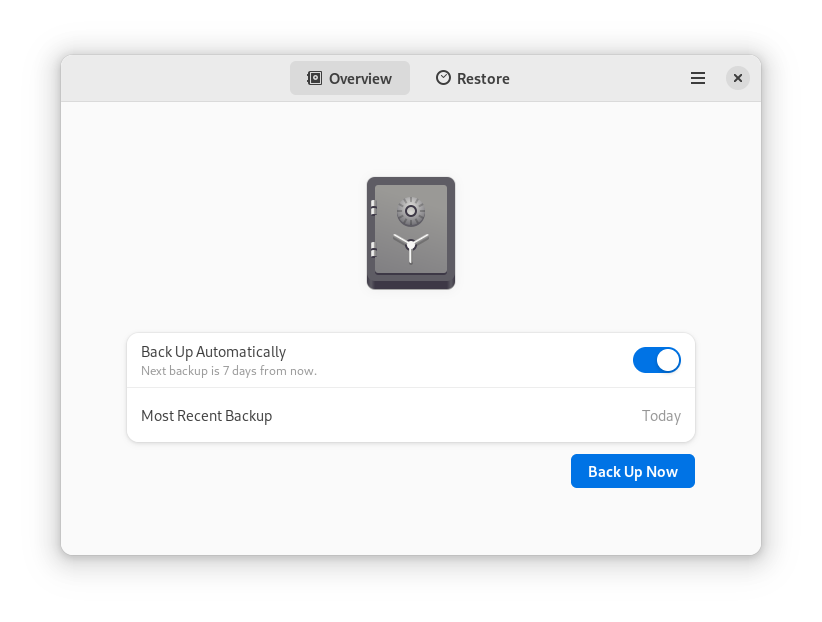 Overview
Restore
Back Up Automatically
Next backup is 7 days from now.
Most Recent Backup
Today
Back Up Now